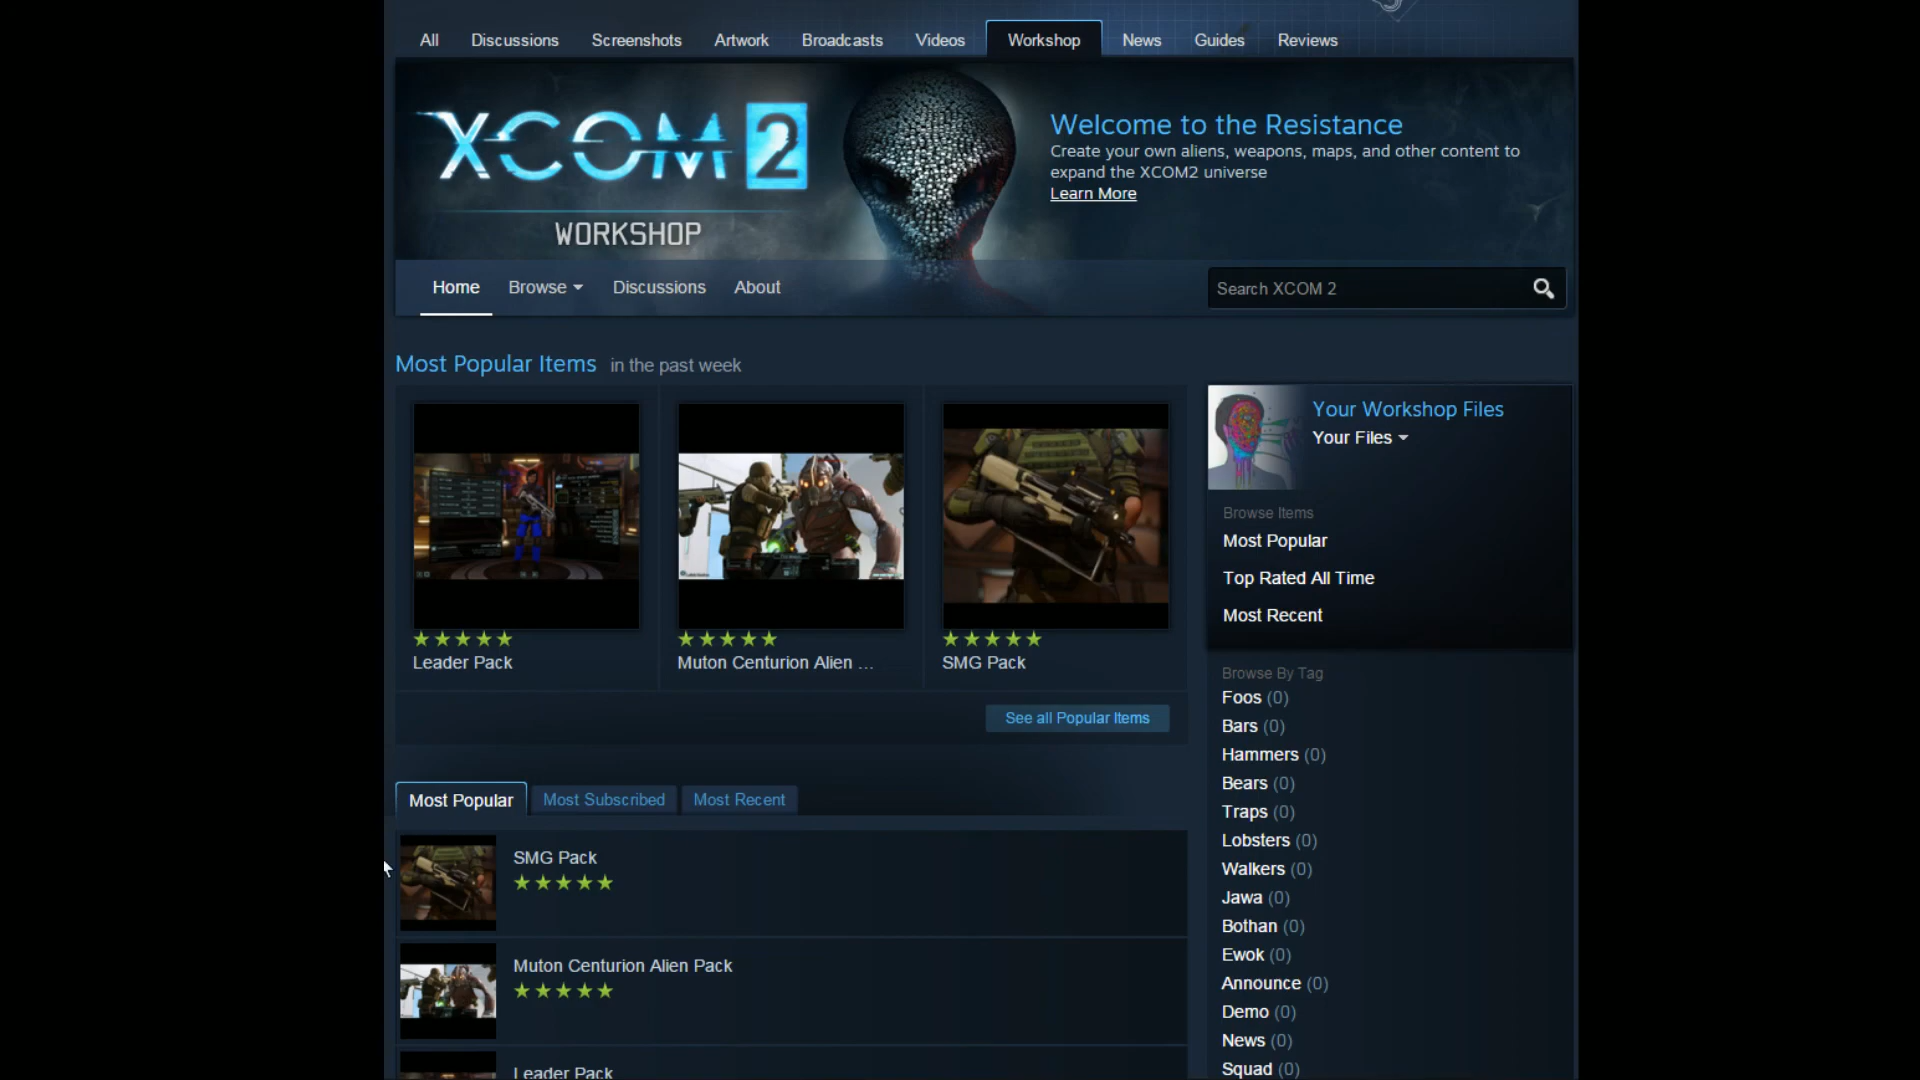 All Discussions Screenshots Artwork Broadcasts Videos Workshop News Guides Reviews
XCOM 2
WORKSHOP
Welcome to the Resistance
Create your own aliens, weapons, maps, and other content to
expand the XCOM2 universe
Learn More
Home Browse Discussions About
Search XCOM 2
Most Popular Items in the past week
Leader Pack
Muton Centurion Alien ...
SMG Pack
See all Popular Items
Most Popular Most Subscribed Most Recent
SMG Pack
Muton Centurion Alien Pack
Leader Pack
Your Workshop Files
Your Files
Browse Items
Most Popular
Top Rated All Time
Most Recent
Browse By Tag
Foos (0)
Bars (0)
Hammers (0)
Bears (0)
Traps (0)
Lobsters (0)
Walkers (0)
Jawa (0)
Bothan (0)
Ewok (0)
Announce (0)
Demo (0)
News (0)
Squad (0)